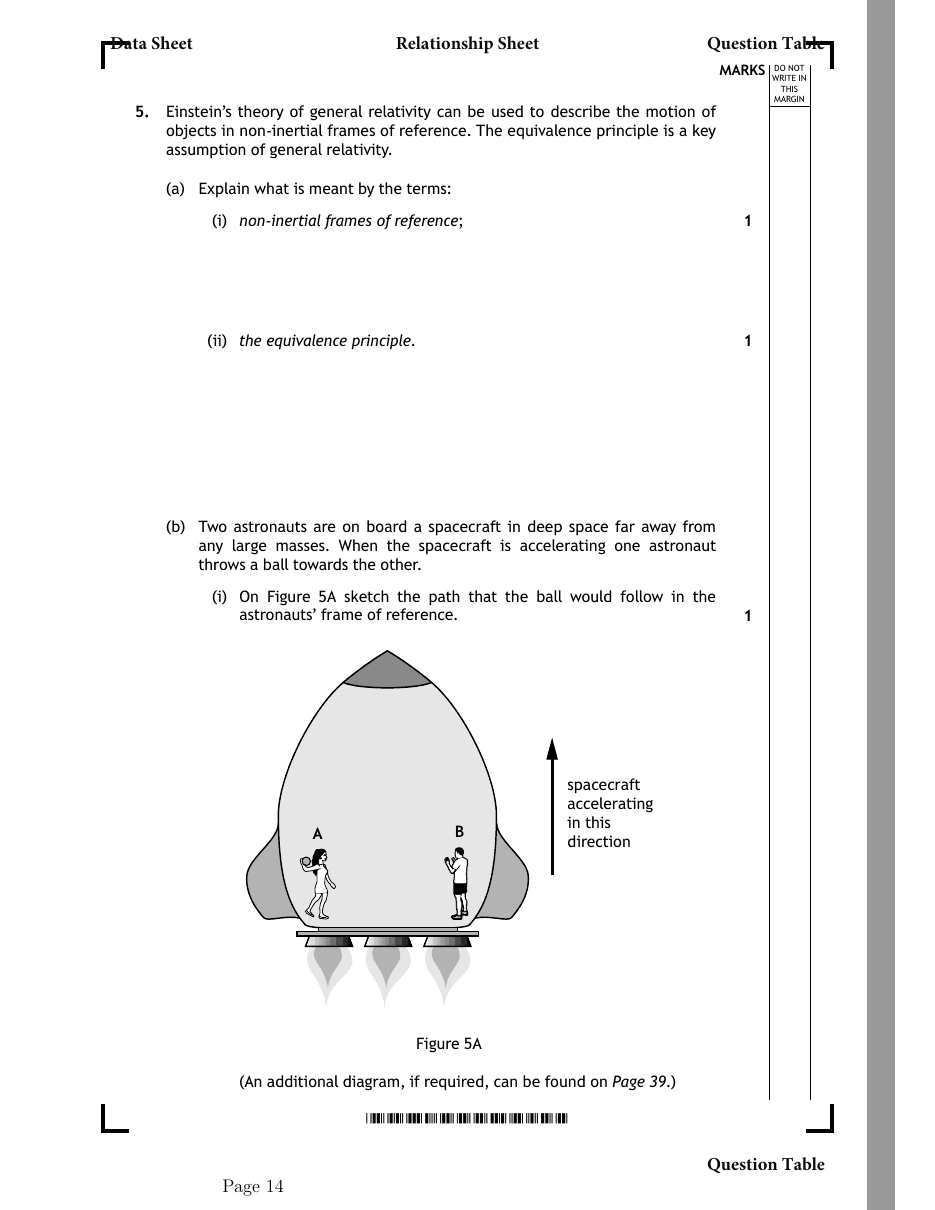 Data Sheet Relationship Sheet Question Table
MARKS
DO NOT
WRITE IN
THIS
MARGIN
5. Einstein’s theory of general relativity can be used to describe the motion of
objects in non-inertial frames of reference. The equivalence principle is a key
assumption of general relativity.
(a) Explain what is meant by the terms:
(i) non-inertial frames of reference; 1
(ii) the equivalence principle. 1
(b) Two astronauts are on board a spacecraft in deep space far away from
any large masses. When the spacecraft is accelerating one astronaut
throws a ball towards the other.
(i) On Figure 5A sketch the path that the ball would follow in the
astronauts’ frame of reference. 1
A B
spacecraft
accelerating
in this
direction
Figure 5A
(An additional diagram, if required, can be found on Page 39.)
Question Table
Page 14